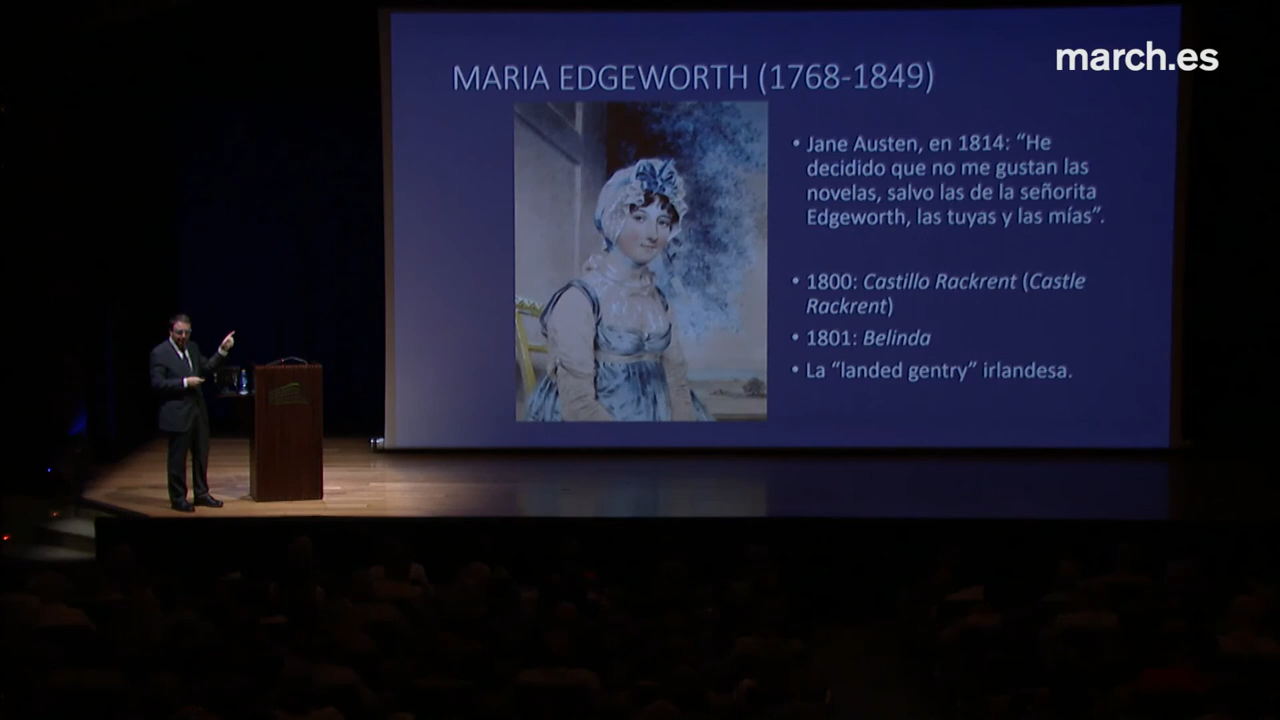 march.es
MARIA EDGEWORTH (1768-1849)
• Jane Austen, en 1814: “He
decidido que no me gustan las
novelas, salvo las de la señorita
Edgeworth, las tuyas y las mías”.
• 1800: Castillo Rackrent (Castle
Rackrent)
• 1801: Belinda
• La “landed gentry” irlandesa.